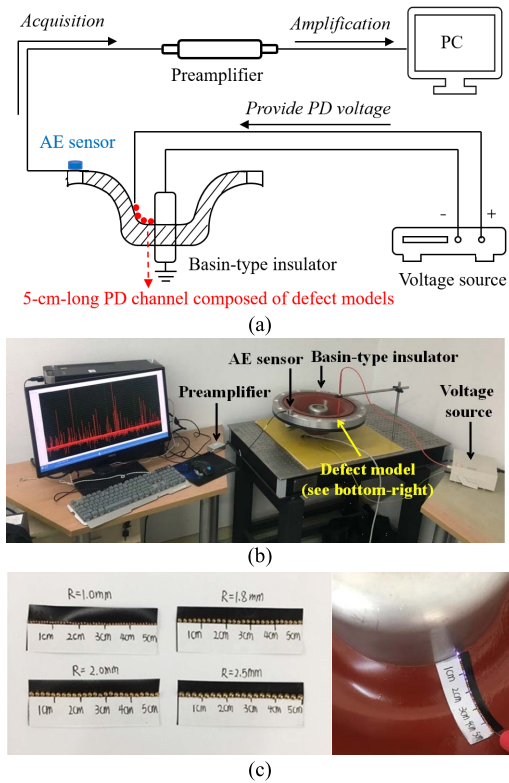 Acquisition
Amplification
PC
Preamplifier
Provide PD voltage
AE sensor
- +
Basin-type insulator
Voltage source
5-cm-long PD channel composed of defect models
(a)
AE sensor Basin-type insulator
Preamplifier
Voltage
source
Defect model
(see bottom-right)
(b)
R=1.0mm
1cm 2cm 3cm 4cm 5cm
R=1.8mm
1cm 2cm 3cm 4cm 5cm
R=2.0mm
1cm 2cm 3cm 4cm 5cm
R=2.5mm
1cm 2cm 3cm 4cm 5cm
1cm 2cm 3cm 4cm 5cm
(c)